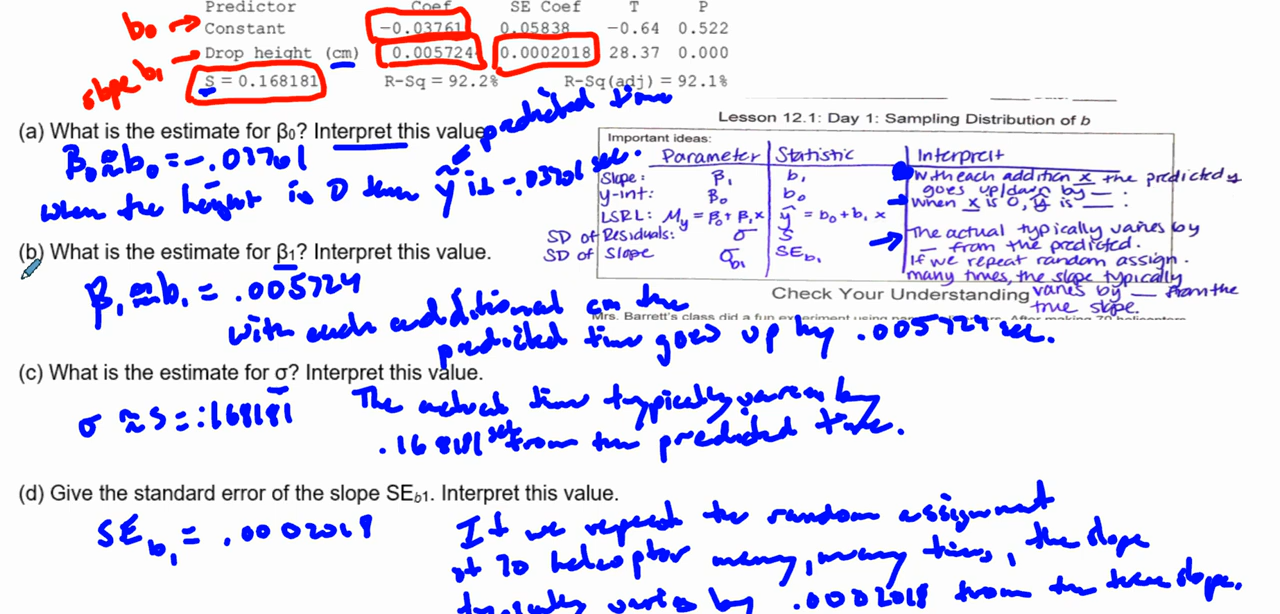 Predictor Coef SE Coef T P
b₀ → Constant -0.03761 0.05838 -0.64 0.522
slope b₁ → Drop height (cm) 0.005724 0.0002018 28.37 0.000
S = 0.168181 R-Sq = 92.2% R-Sq(adj) = 92.1%
(a) What is the estimate for β₀? Interpret this value
predicted time
β₀ ≈ b₀ = -.03761
when the height is 0 ŷ is -.03761 sec.
Lesson 12.1: Day 1: Sampling Distribution of b
Important ideas:
Parameter Statistic Interpret
Slope: β₁ b₁ With each addition x the predicted y goes up/down by __.
y-int: β₀ b₀ When x is 0, ŷ is __.
LSRL: μy = β₀ + β₁x ŷ = b₀ + b₁x
SD of Residuals: σ S The actual typically varies by __ from the predicted.
SD of Slope σb₁ SEb₁ If we repeat random assign. many times, the slope typically varies by __ from the true slope.
Check Your Understanding
Mrs. Barrett's class did a fun experiment using
(b) What is the estimate for β₁? Interpret this value.
β₁ ≈ b₁ = .005724
With each additional cm the
predicted time goes up by .005724 sec.
(c) What is the estimate for σ? Interpret this value.
σ ≈ S = .168181 The actual time typically varies by
.168181 sec from the predicted time.
(d) Give the standard error of the slope SEb1. Interpret this value.
SEb₁ = .0002018 If we repeat the random assignment
of 70 helicopter many, many times, the slope
typically varies by .0002018 from the true slope.